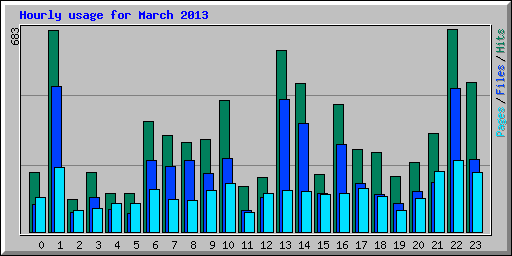 Hourly usage for March 2013
683
Pages / Files / Hits
0 1 2 3 4 5 6 7 8 9 10 11 12 13 14 15 16 17 18 19 20 21 22 23